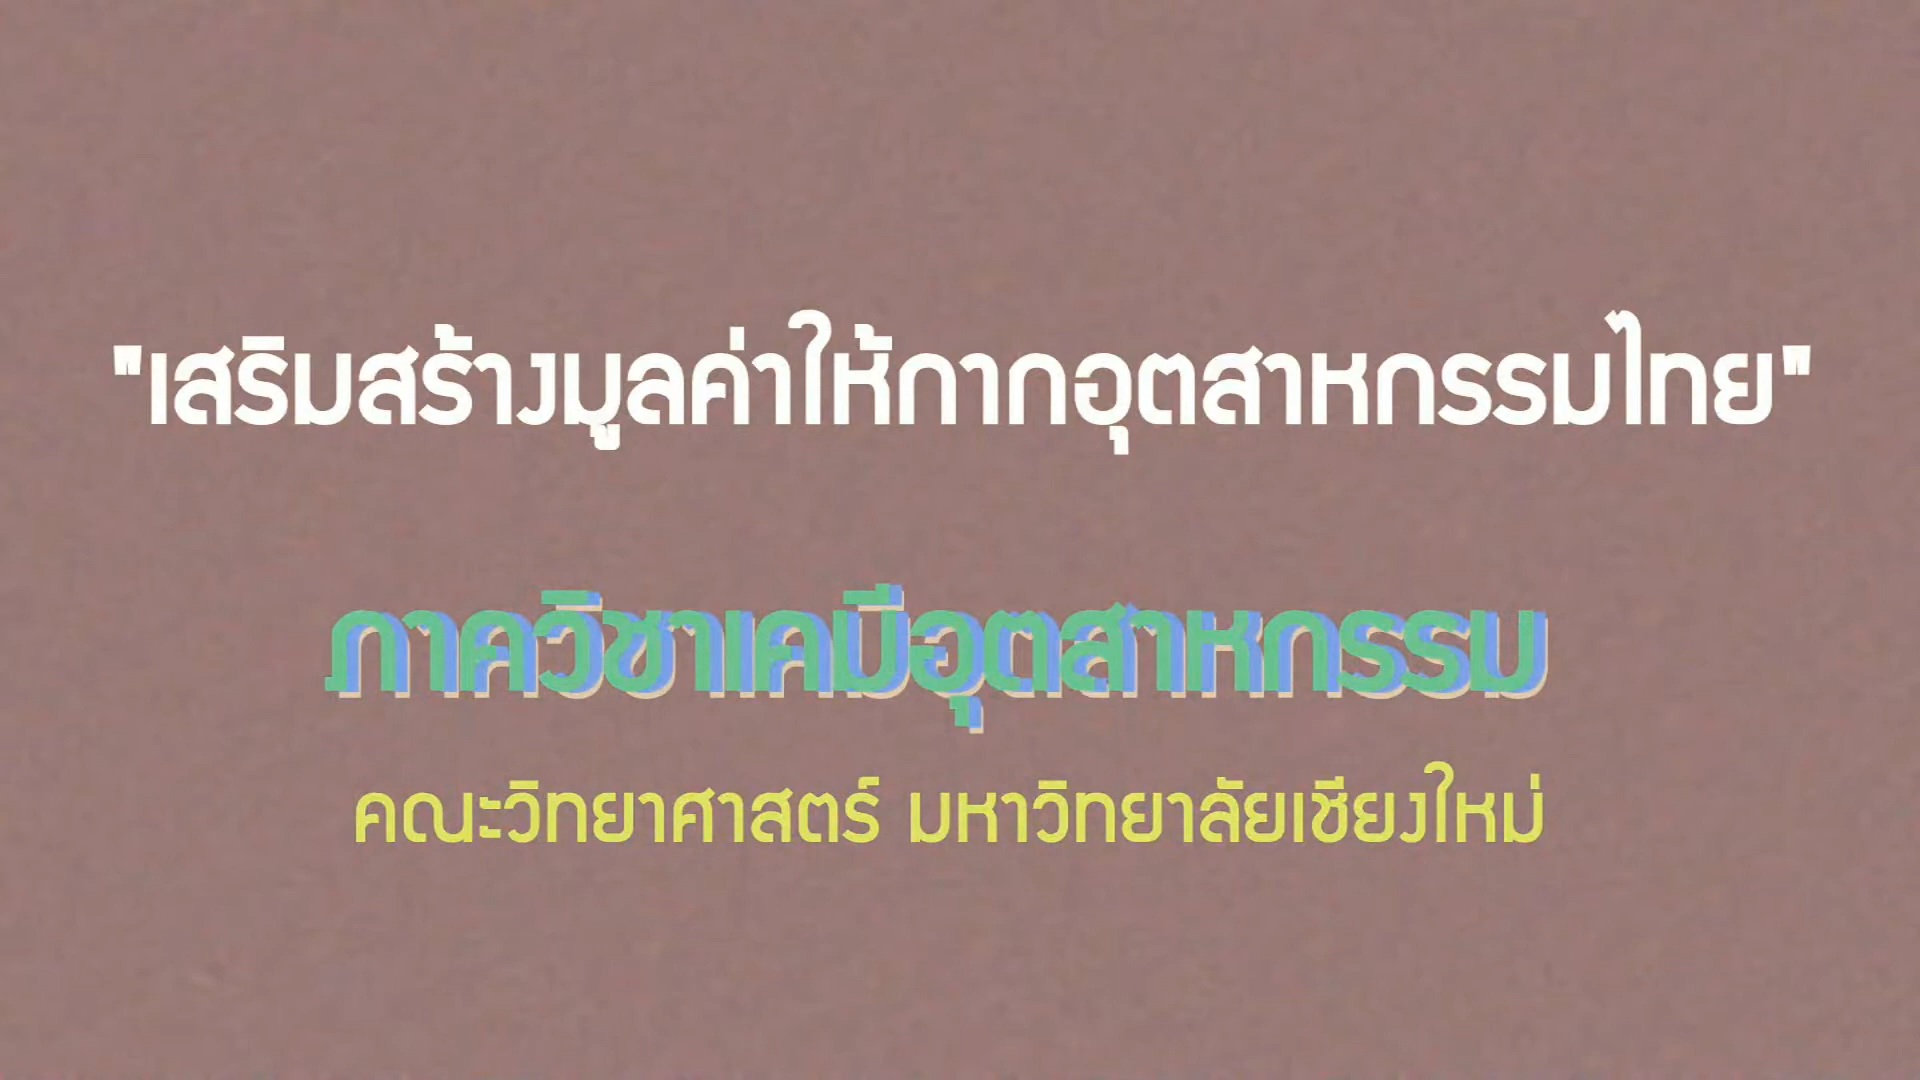 "เสริมสร้างมูลค่าให้กากอุตสาหกรรมไทย"
ภาควิชาเคมีอุตสาหกรรม
คณะวิทยาศาสตร์ มหาวิทยาลัยเชียงใหม่